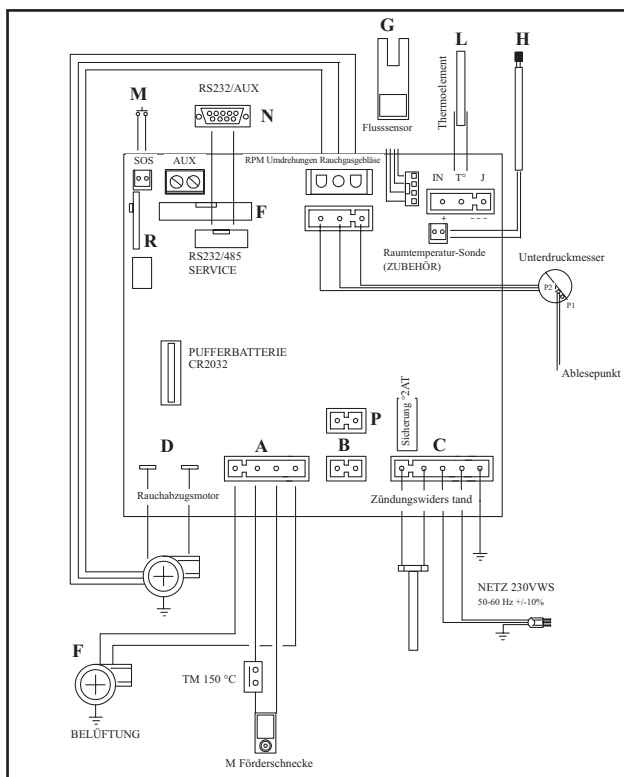 G
L
H
M
RS232/AUX
N
Thermoelement
Flusssensor
SOS
AUX
RPM Umdrehungen Rauchgasgebläse
IN T° J
F
+
- - -
R
RS232/485
SERVICE
Raumtemperatur-Sonde
(ZUBEHÖR)
Unterdruckmesser
P2
P1
Ablesepunkt
PUFFERBATTERIE
CR2032
P
Sicherung °2AT
D
A
B
C
Rauchabzugsmotor
Zündungswiders tand
NETZ 230VWS
50-60 Hz +/-10%
F
TM 150 °C
BELÜFTUNG
M Förderschnecke